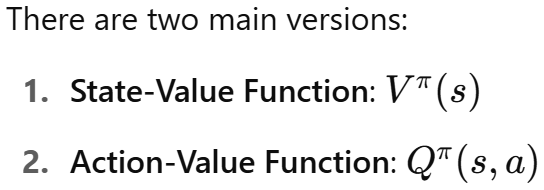 There are two main versions:
1. State-Value Function: V^π(s)
2. Action-Value Function: Q^π(s, a)